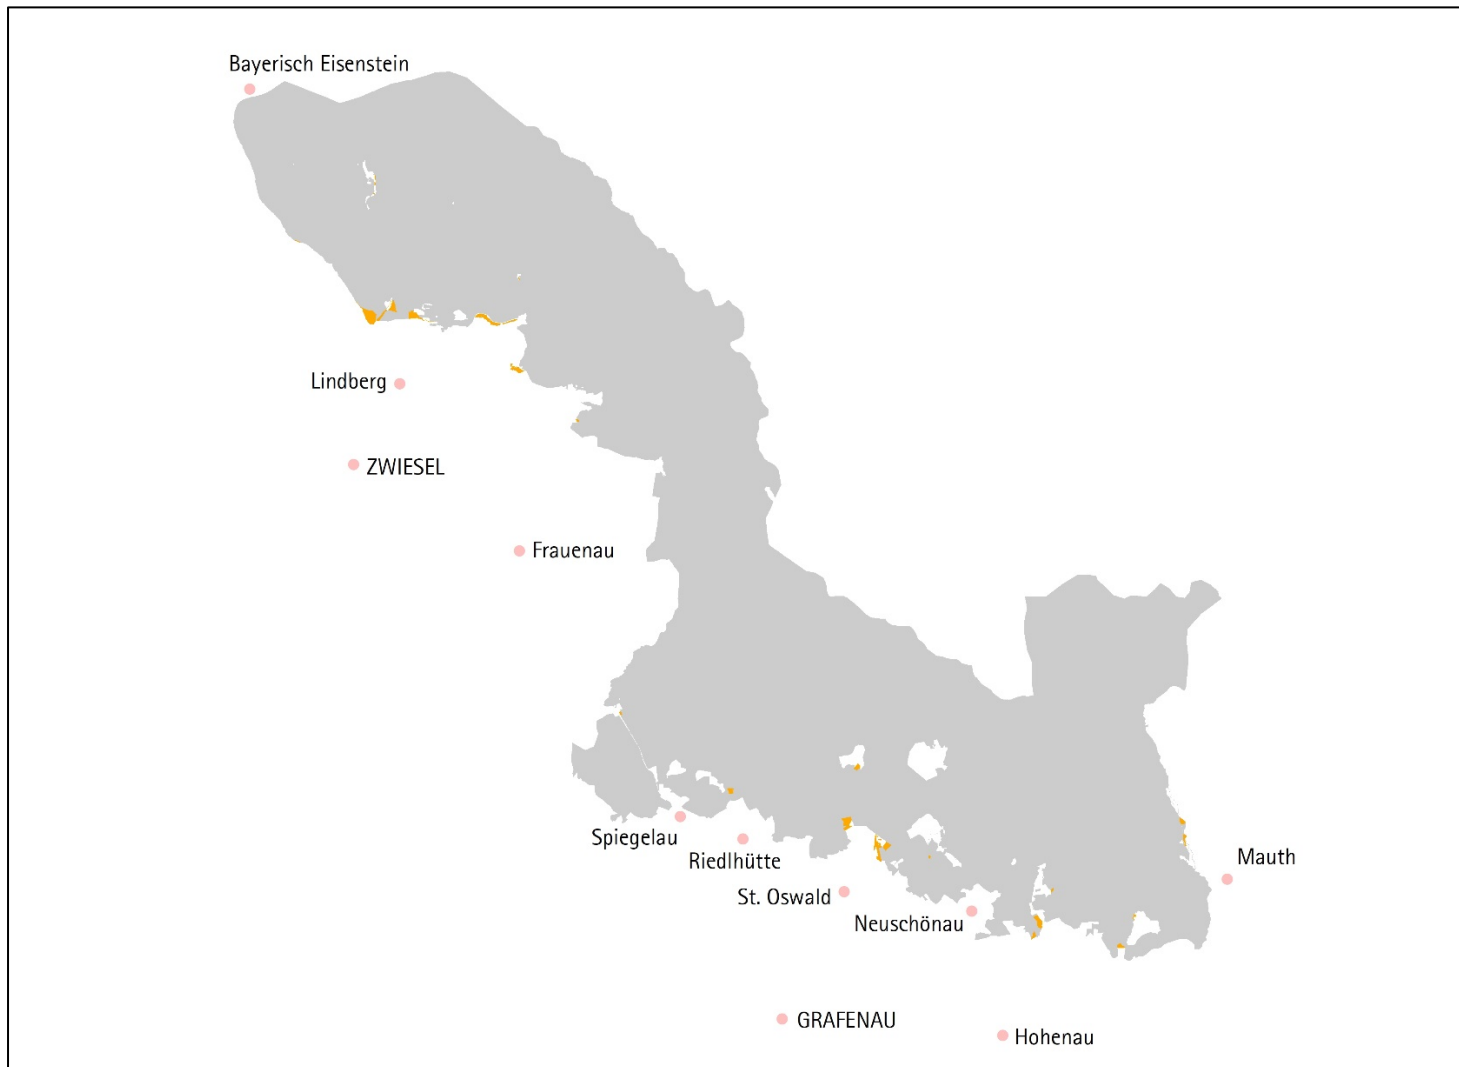 Bayerisch Eisenstein
Lindberg
ZWIESEL
Frauenau
Spiegelau
Riedlhütte
St. Oswald
Neuschönau
Mauth
GRAFENAU
Hohenau